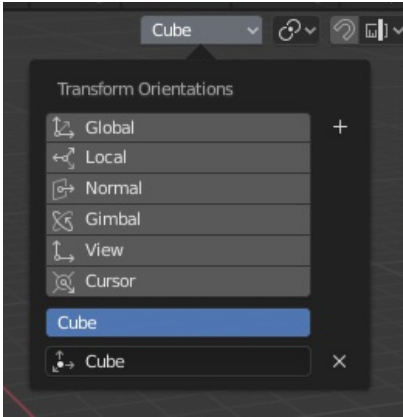 Cube
Transform Orientations
Global
Local
Normal
Gimbal
View
Cursor
Cube
Cube